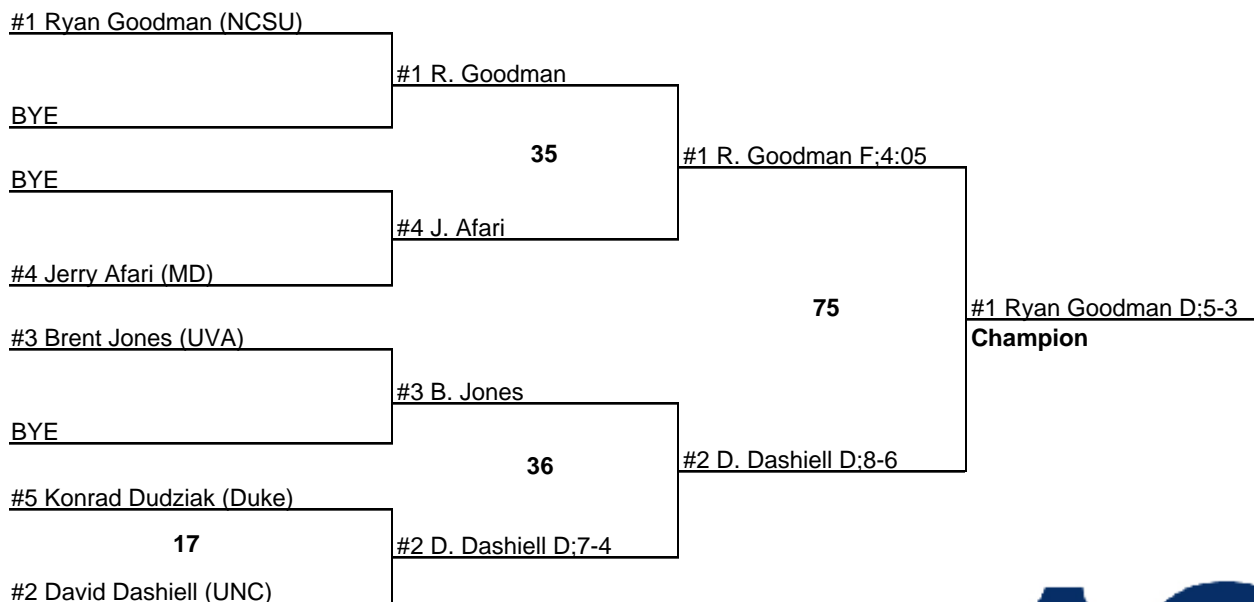 #1 Ryan Goodman (NCSU)
#1 R. Goodman
BYE
35
#1 R. Goodman F;4:05
BYE
#4 J. Afari
#4 Jerry Afari (MD)
75
#1 Ryan Goodman D;5-3
#3 Brent Jones (UVA)
Champion
#3 B. Jones
BYE
36
#2 D. Dashiell D;8-6
#5 Konrad Dudziak (Duke)
17
#2 D. Dashiell D;7-4
#2 David Dashiell (UNC)